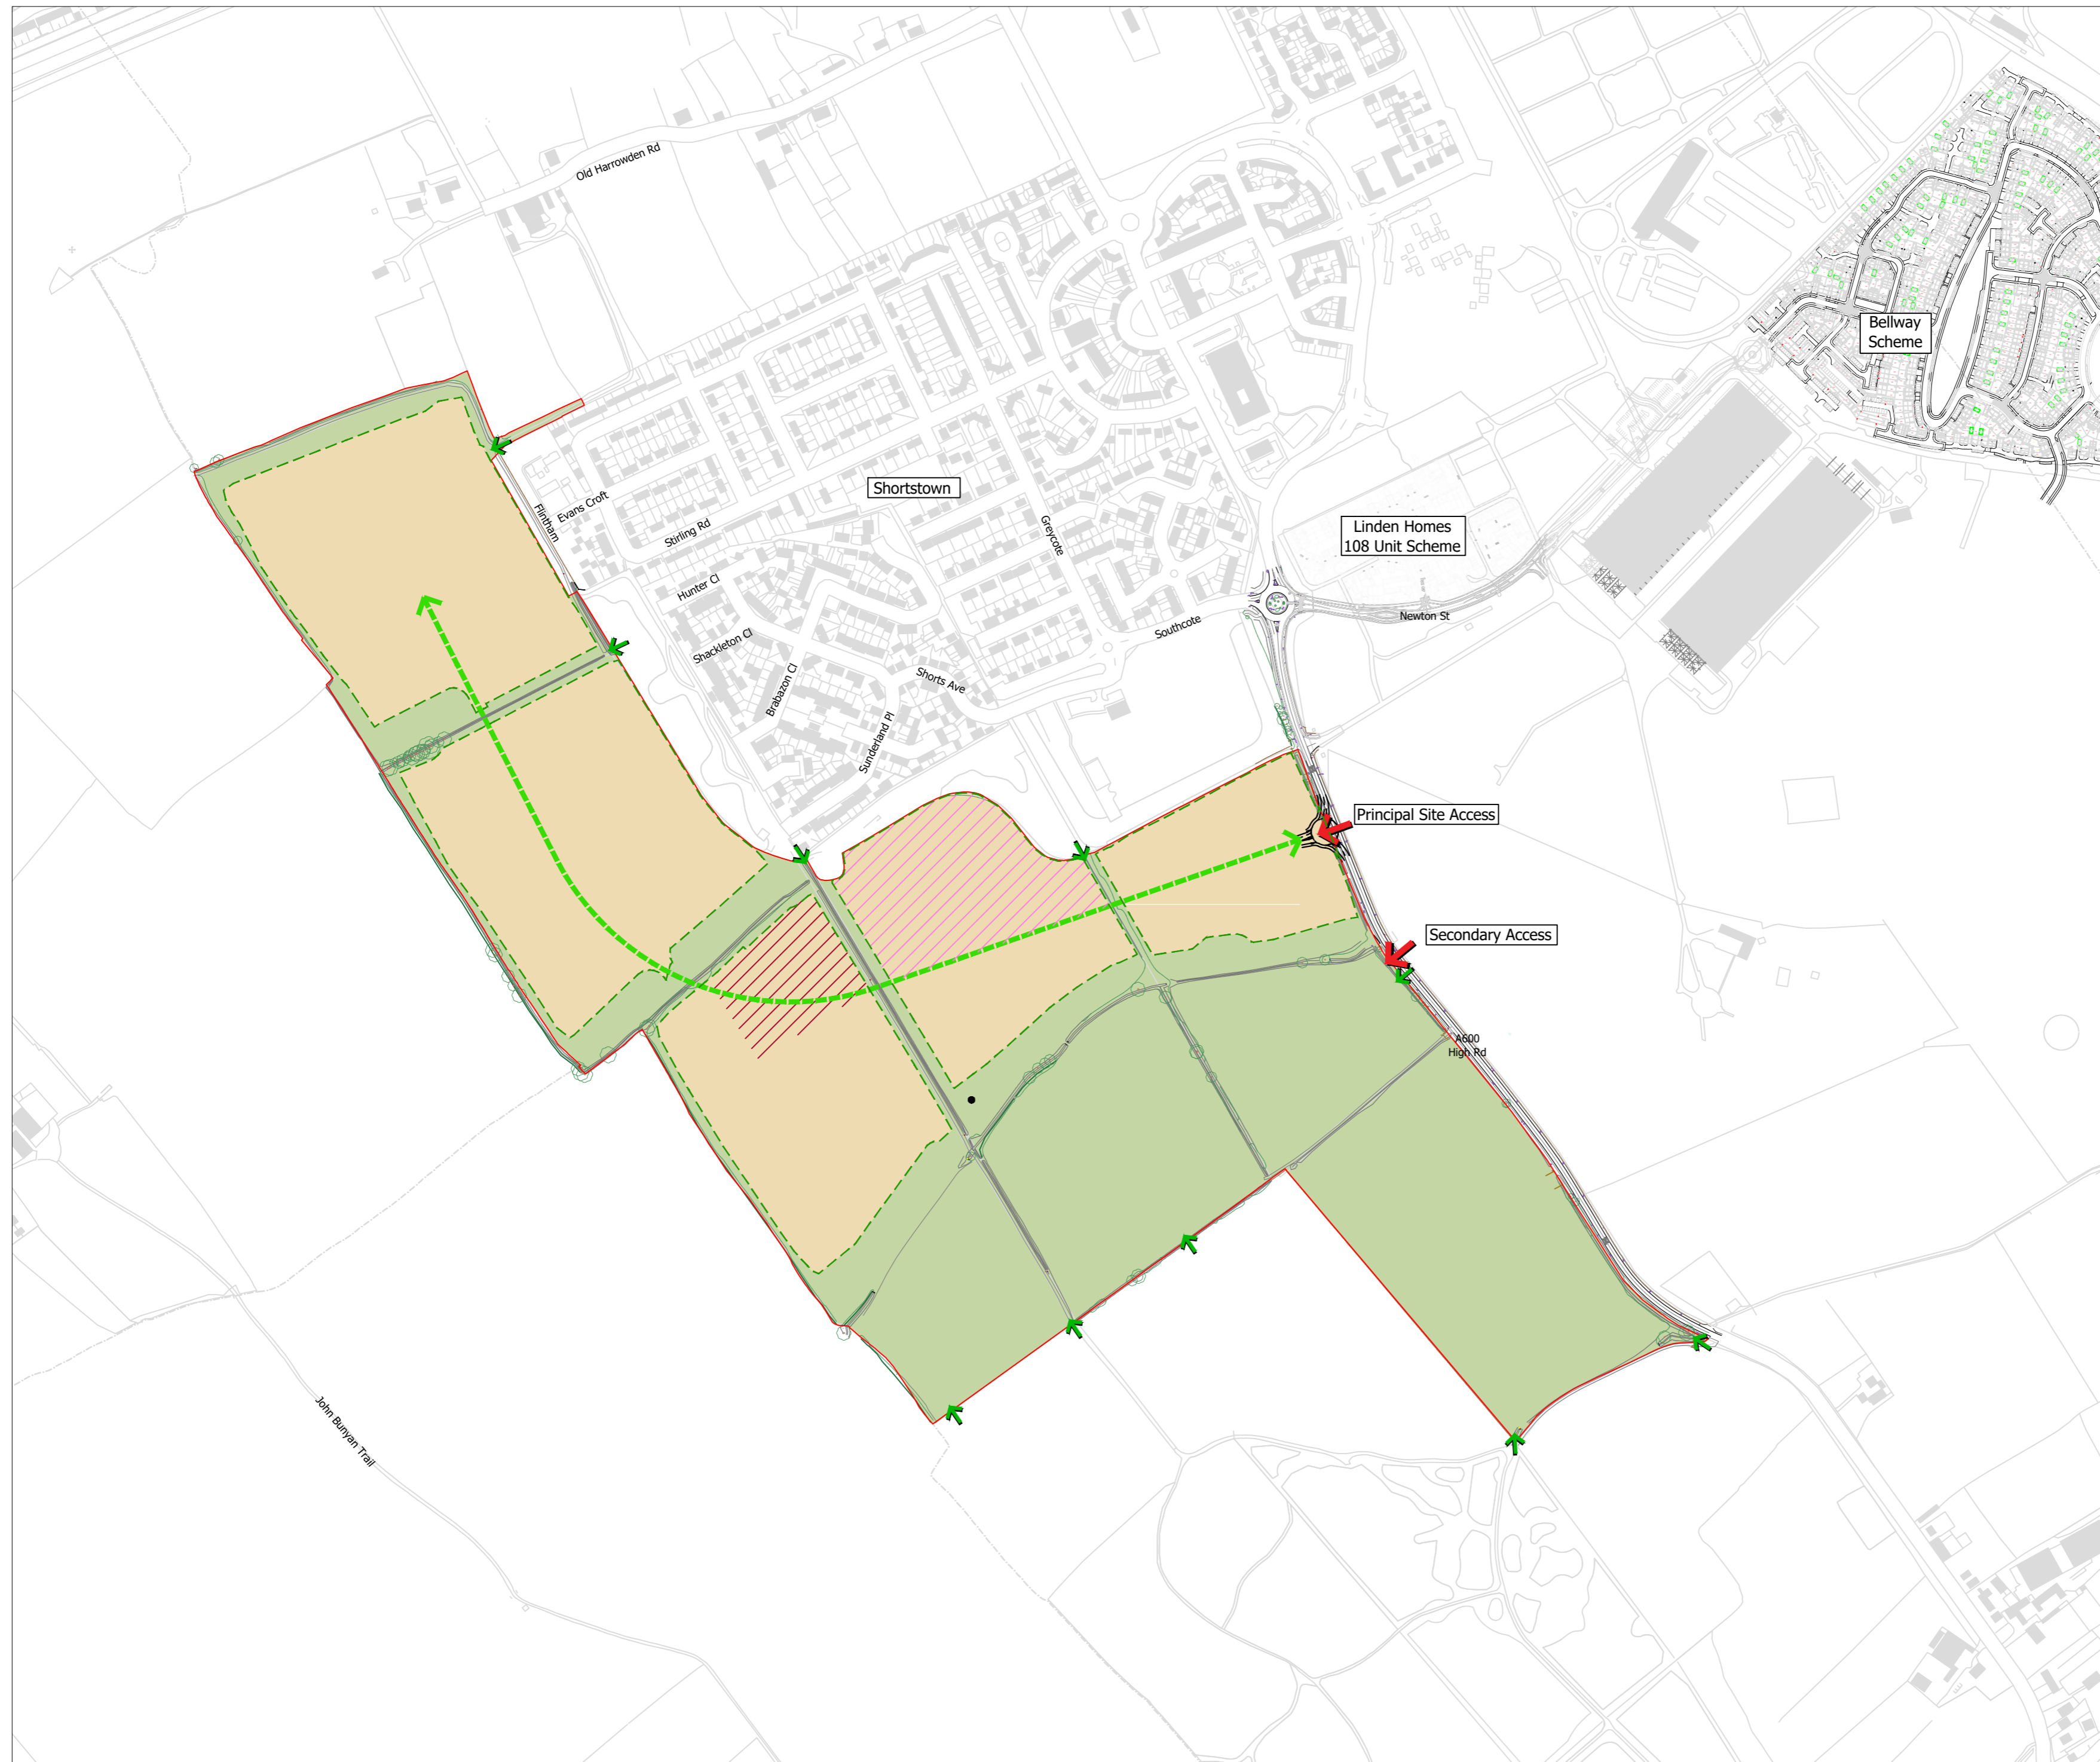 Old Harrowden Rd
Bellway
Scheme
Shortstown
Evans Croft
Flintham
Stirling Rd
Greycote
Linden Homes
108 Unit Scheme
Hunter Cl
Newton St
Southcote
Shackleton Cl
Shorts Ave
Brabazon Cl
Sunderland Pl
Principal Site Access
Secondary Access
A600
High Rd
John Bunyan Trail